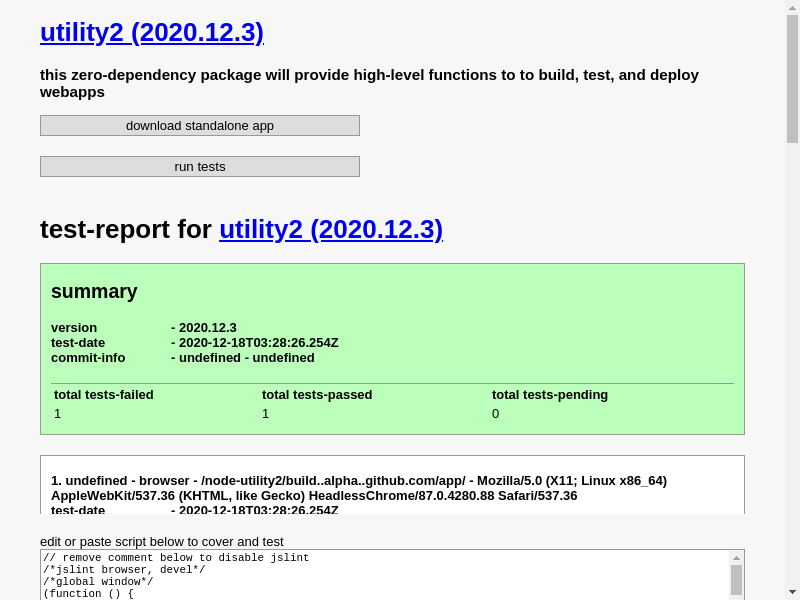 utility2 (2020.12.3)
this zero-dependency package will provide high-level functions to to build, test, and deploy
webapps
download standalone app
run tests
test-report for utility2 (2020.12.3)
summary
version - 2020.12.3
test-date - 2020-12-18T03:28:26.254Z
commit-info - undefined - undefined
total tests-failed total tests-passed total tests-pending
1 1 0
1. undefined - browser - /node-utility2/build..alpha..github.com/app/ - Mozilla/5.0 (X11; Linux x86_64)
AppleWebKit/537.36 (KHTML, like Gecko) HeadlessChrome/87.0.4280.88 Safari/537.36
test-date - 2020-12-18T03:28:26.254Z
edit or paste script below to cover and test
// remove comment below to disable jslint
/*jslint browser, devel*/
/*global window*/
(function () {